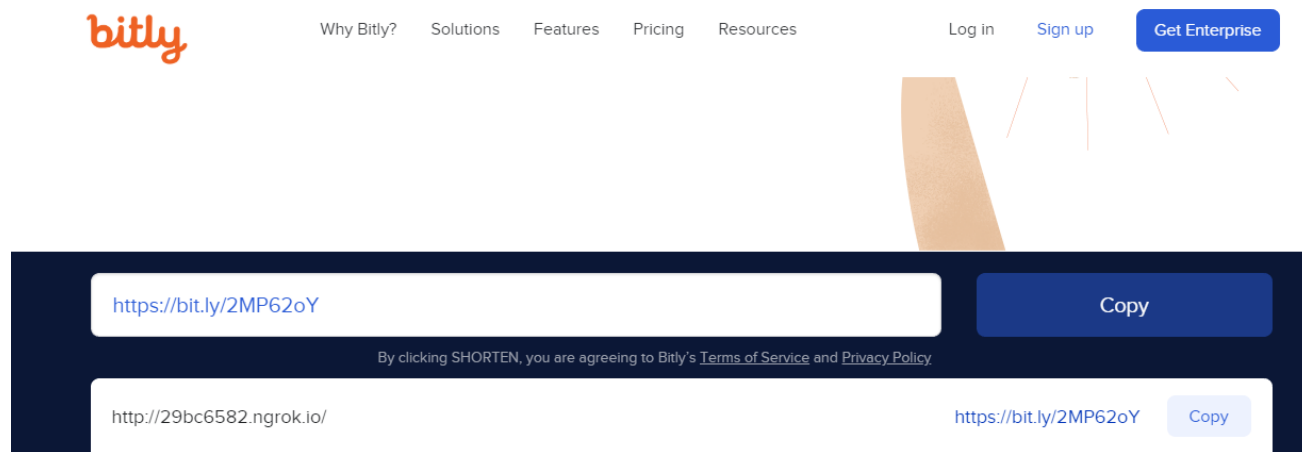 bitly Why Bitly? Solutions Features Pricing Resources Log in Sign up Get Enterprise
https://bit.ly/2MP62oY Copy
By clicking SHORTEN, you are agreeing to Bitly's Terms of Service and Privacy Policy
http://29bc6582.ngrok.io/ https://bit.ly/2MP62oY Copy